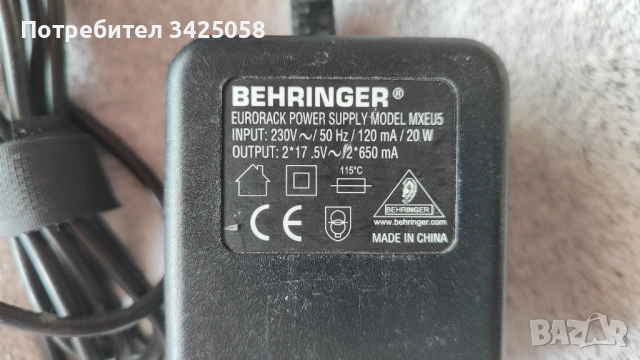 Потребител 3425058
BEHRINGER®
EURORACK POWER SUPPLY MODEL MXEU5
INPUT: 230V ~/ 50 Hz / 120 mA / 20 W
OUTPUT: 2*17 .5V~/2*650 mA
115°C
BEHRINGER
www.behringer.com
CE
MADE IN CHINA
BAZAR